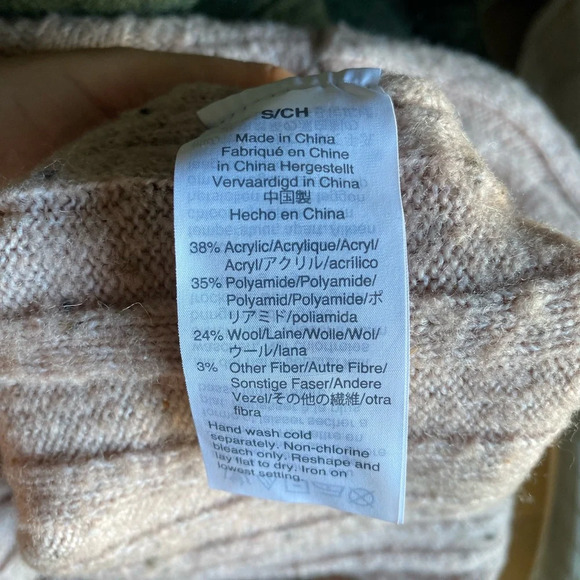 S/CH
Made in China
Fabriqué en Chine
in China Hergestellt
Vervaardigd in China
中国製
Hecho en China
38% Acrylic/Acrylique/Acryl/
Acryl/アクリル/acrílico
35% Polyamide/Polyamide/
Polyamid/Polyamide/ポ
リアミド/poliamida
24% Wool/Laine/Wolle/Wol/
ウール/lana
3% Other Fiber/Autre Fibre/
Sonstige Faser/Andere
Vezel/その他の繊維/otra
fibra
Hand wash cold
separately. Non-chlorine
bleach only. Reshape and
lay flat to dry. Iron on
lowest setting.